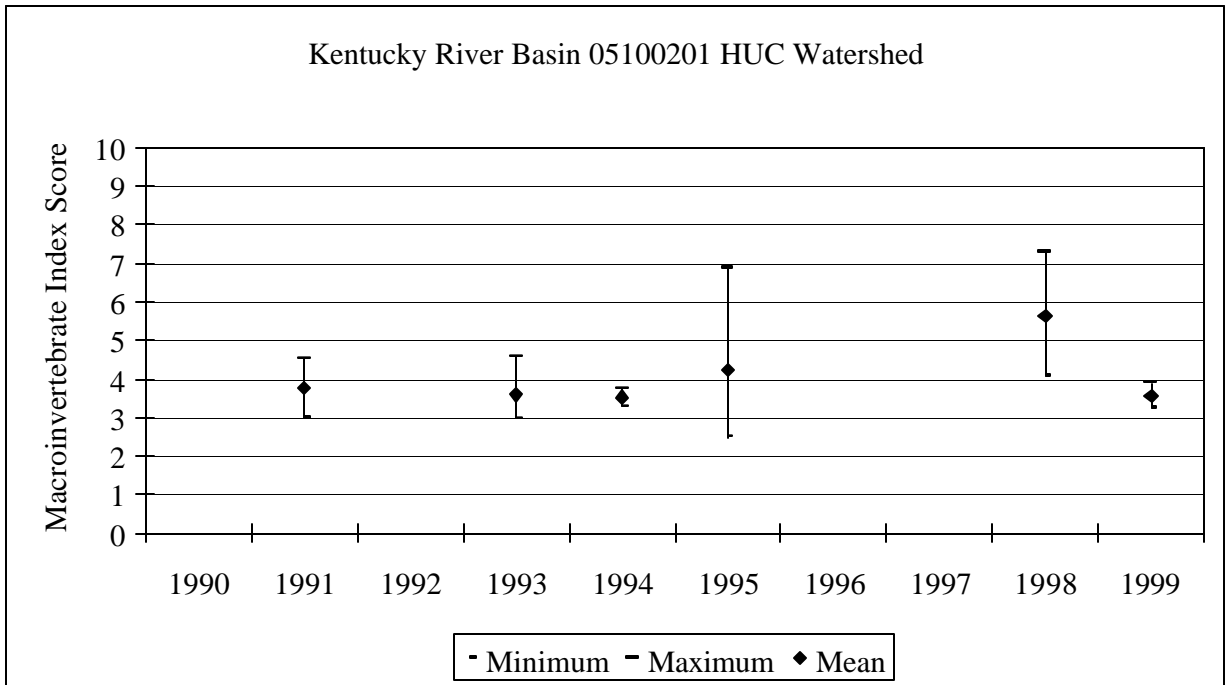 Kentucky River Basin 05100201 HUC Watershed
Macroinvertebrate Index Score
10
9
8
7
6
5
4
3
2
1
0
1990 1991 1992 1993 1994 1995 1996 1997 1998 1999
Minimum Maximum Mean